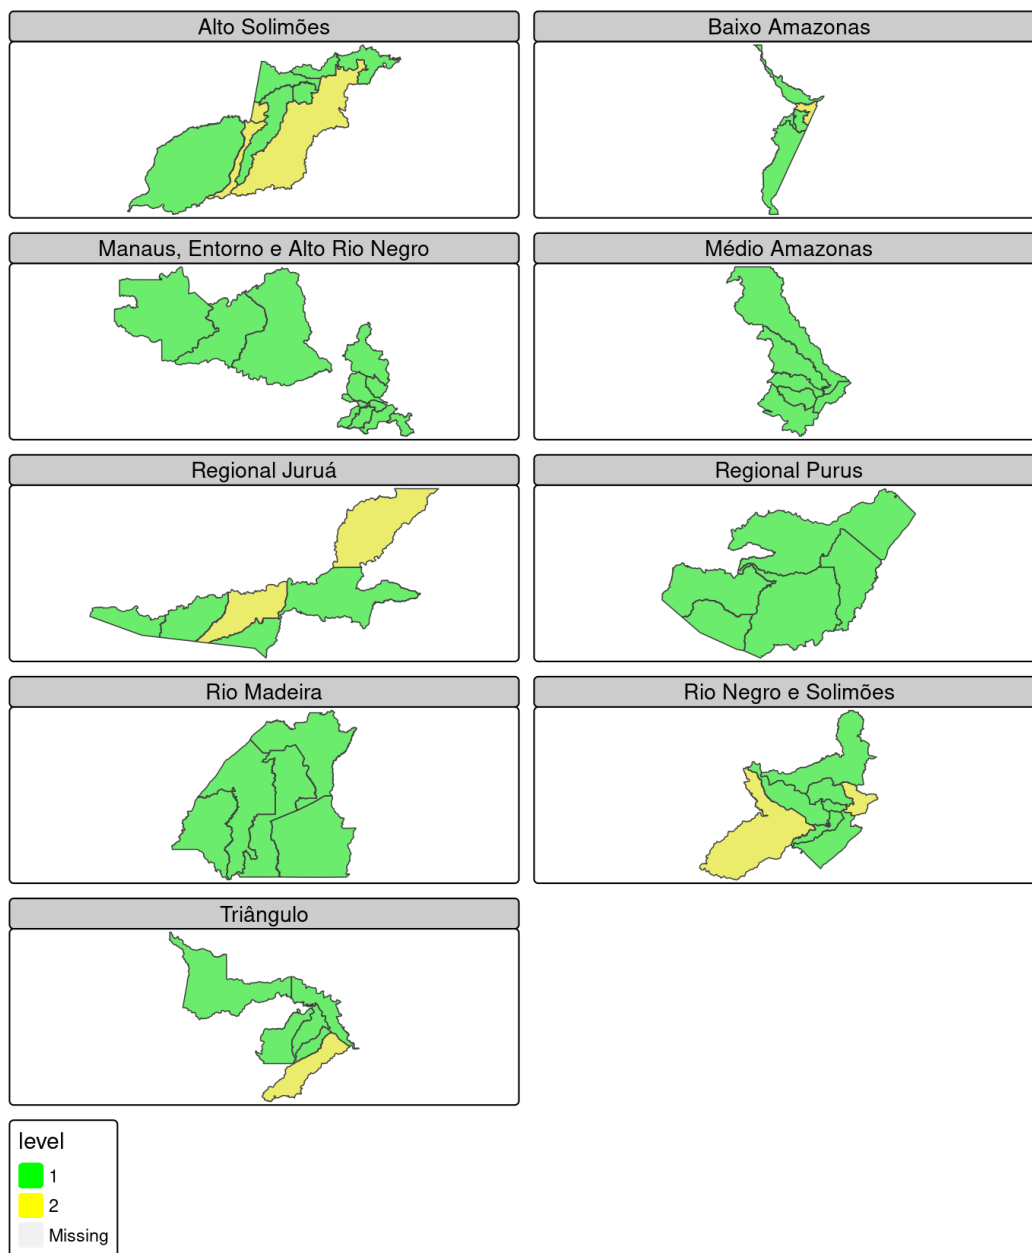 Alto Solimões
Baixo Amazonas
Manaus, Entorno e Alto Rio Negro
Médio Amazonas
Regional Juruá
Regional Purus
Rio Madeira
Rio Negro e Solimões
Triângulo
level
1
2
Missing